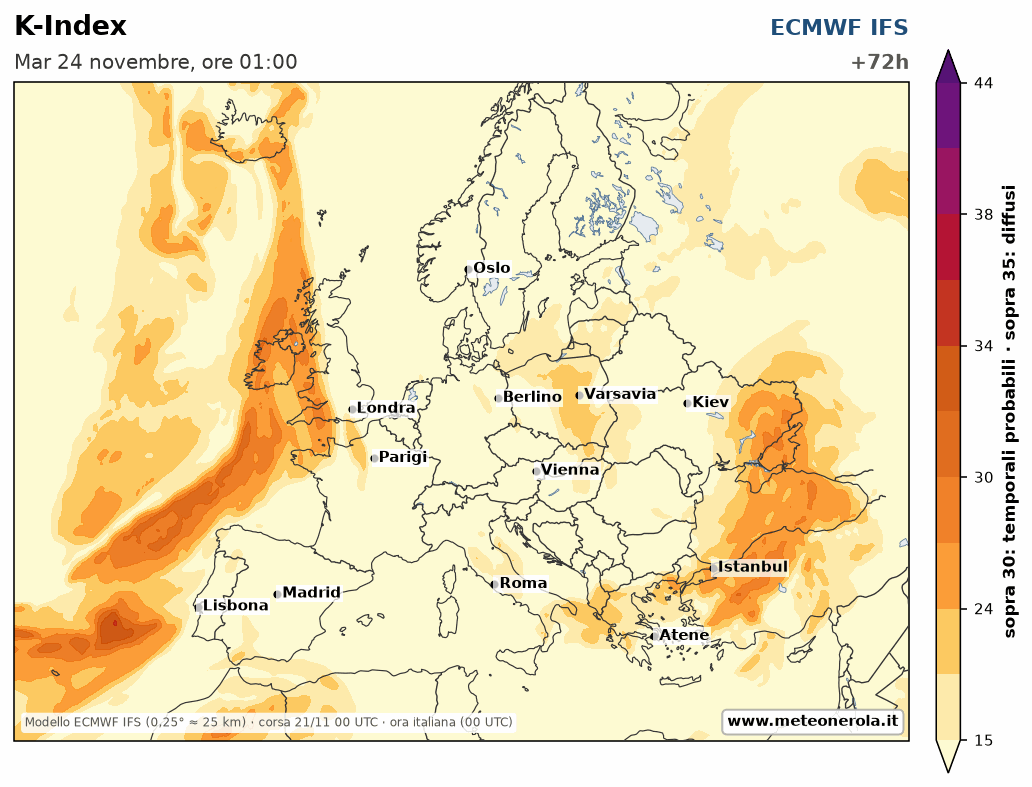 K-Index
ECMWF IFS
Mar 24 novembre, ore 01:00
+72h
44
38
34
30
24
15
sopra 30: temporali probabili · sopra 35: diffusi
Oslo
Londra
Berlino
Varsavia
Kiev
Parigi
Vienna
Istanbul
Roma
Madrid
Lisbona
Atene
Modello ECMWF IFS (0,25° ≈ 25 km) · corsa 21/11 00 UTC · ora italiana (00 UTC)
www.meteonerola.it